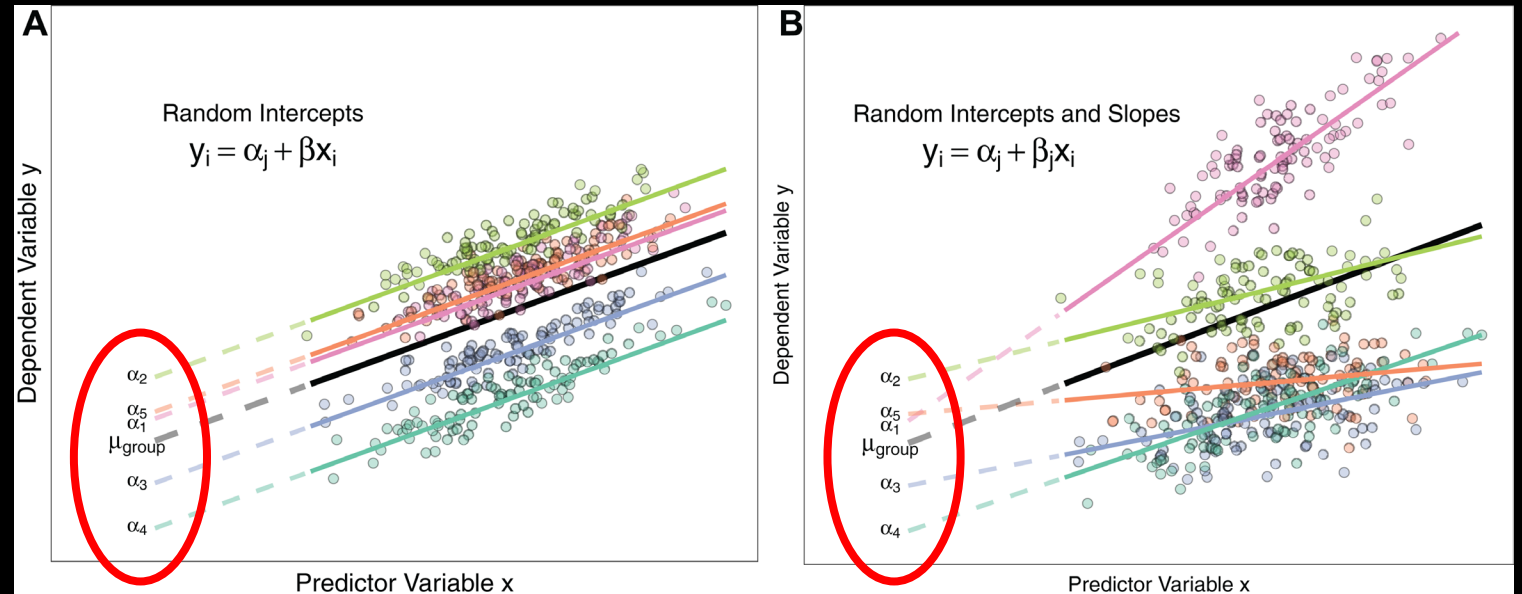 A
Random Intercepts
yᵢ = αⱼ + βxᵢ
Dependent Variable y
α₂
α₅
α₁
μgroup
α₃
α₄
Predictor Variable x
B
Random Intercepts and Slopes
yᵢ = αⱼ + βⱼxᵢ
Dependent Variable y
α₂
α₅
α₁
μgroup
α₃
α₄
Predictor Variable x